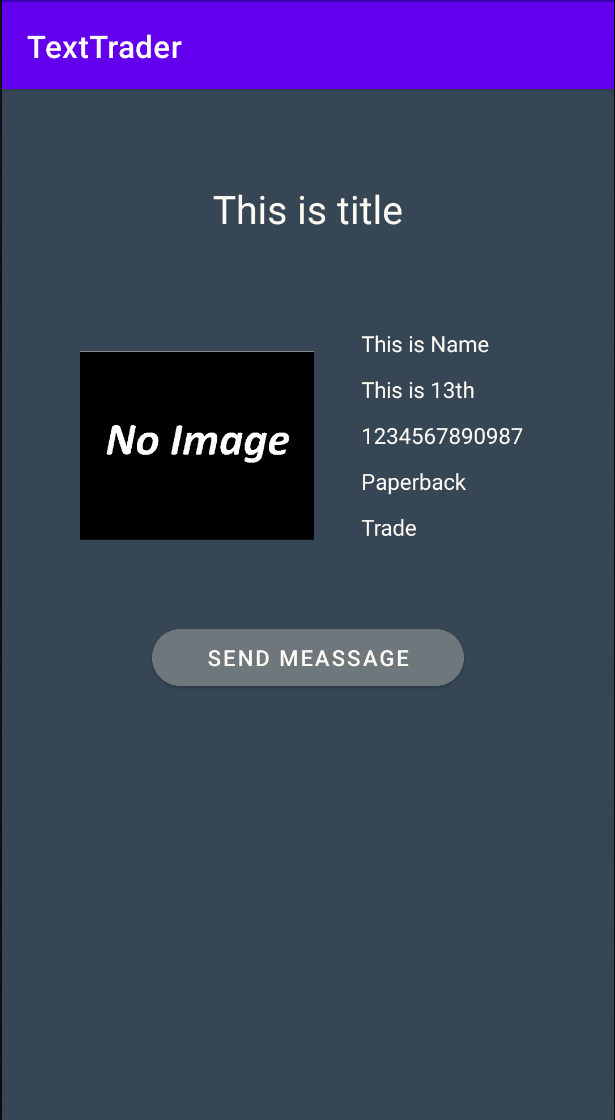 TextTrader
This is title
This is Name
This is 13th
No Image
1234567890987
Paperback
Trade
SEND MEASSAGE